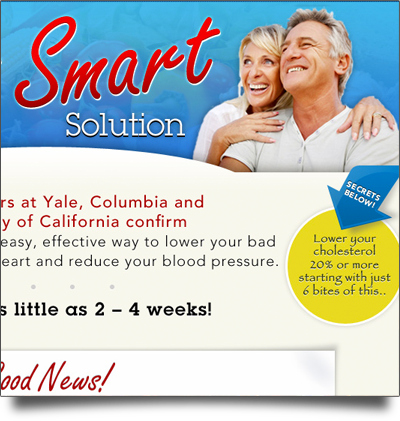 Smart
Solution
SECRETS
BELOW!
rs at Yale, Columbia and
y of California confirm
easy, effective way to lower your bad
eart and reduce your blood pressure.
Lower your
cholesterol
20% or more
starting with just
6 bites of this..
s little as 2 – 4 weeks!
Good News!